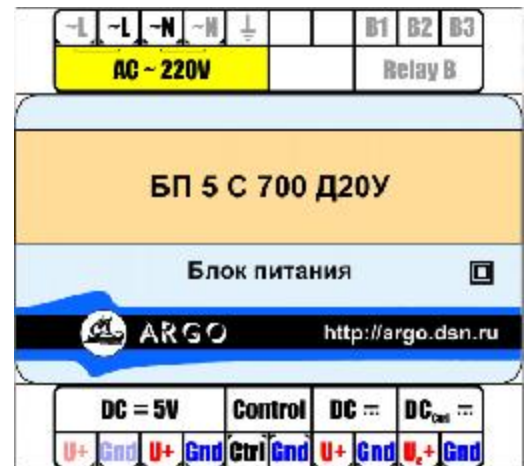 ~L ~L ~N ~N B1 B2 B3
AC ~ 220V Relay B
БП 5 С 700 Д20У
Блок питания
ARGO http://argo.dsn.ru
DC = 5V Control DC DC
U+ Gnd U+ Gnd Ctrl Gnd U+ Gnd U+ Gnd